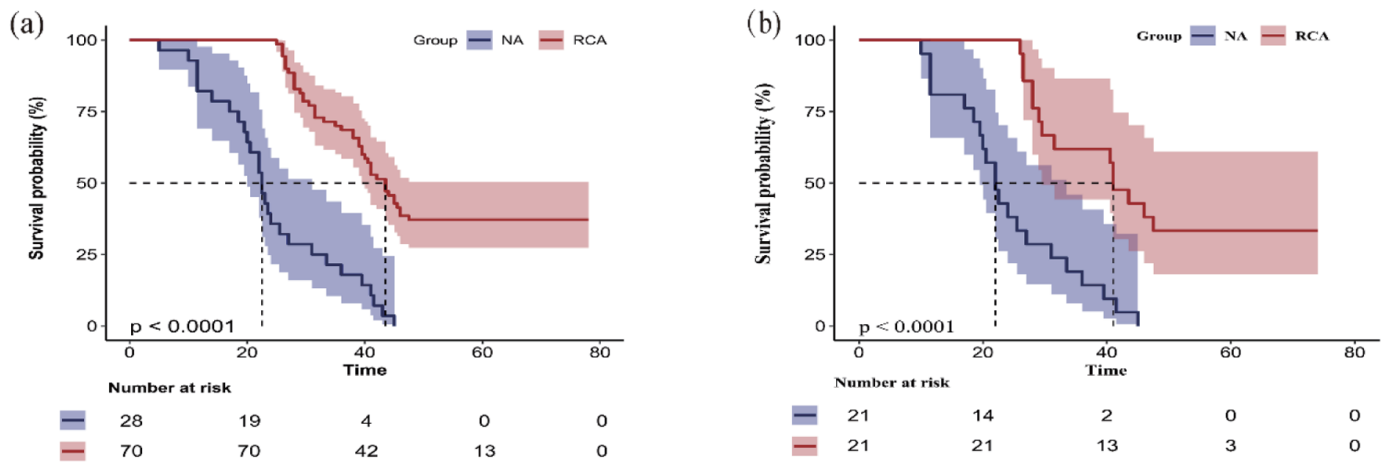 (a)
Group NA RCA
Survival probability (%)
100
75
50
25
0
p < 0.0001
0 20 40 60 80
Time
Number at risk
28 19 4 0 0
70 70 42 13 0
(b)
Group NA RCA
Survival probability (%)
100
75
50
25
0
p < 0.0001
0 20 40 60 80
Time
Number at risk
21 14 2 0 0
21 21 13 3 0